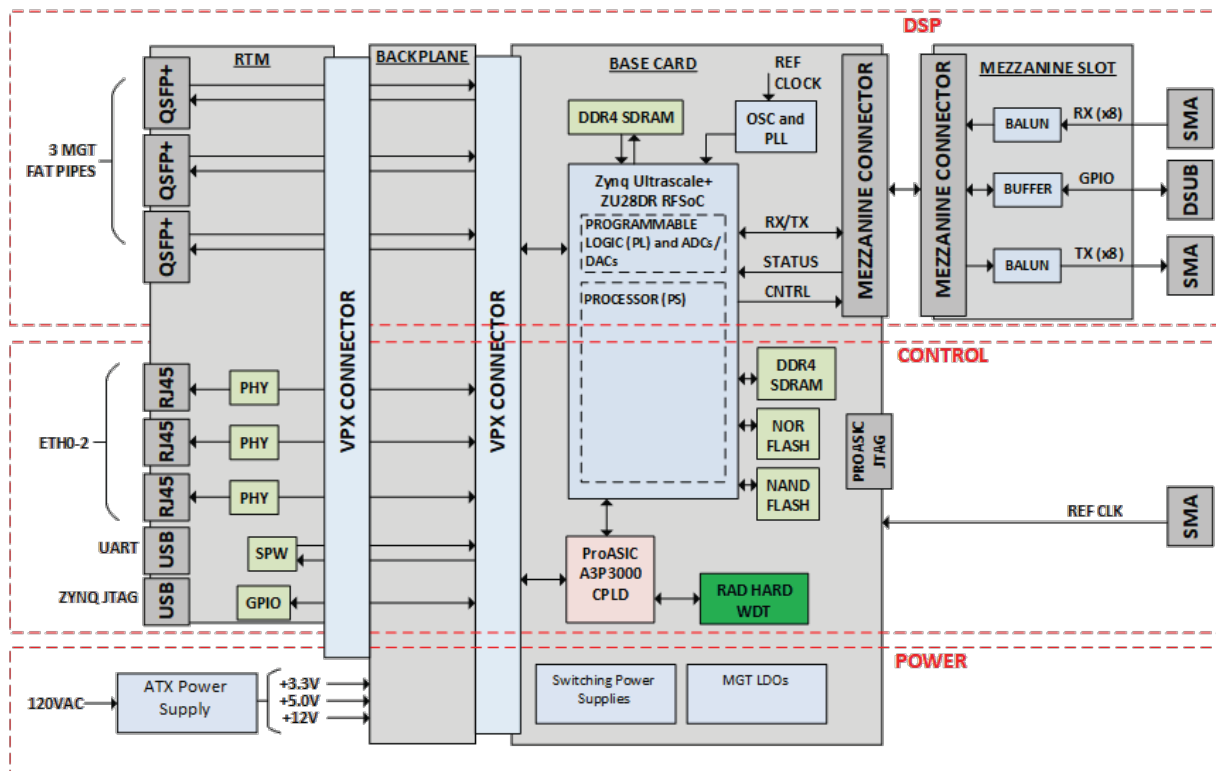 DSP
RTM
BACKPLANE
BASE CARD
MEZZANINE SLOT
QSFP+
QSFP+
QSFP+
3 MGT
FAT PIPES
VPX CONNECTOR
VPX CONNECTOR
REF
CLOCK
DDR4 SDRAM
OSC and
PLL
Zynq Ultrascale+
ZU28DR RFSoC
PROGRAMMABLE
LOGIC (PL) and ADCs/
DACs
PROCESSOR (PS)
RX/TX
STATUS
CNTRL
MEZZANINE CONNECTOR
MEZZANINE CONNECTOR
BALUN
RX (x8)
SMA
BUFFER
GPIO
DSUB
BALUN
TX (x8)
SMA
CONTROL
ETH0-2
RJ45
PHY
RJ45
PHY
RJ45
PHY
UART
USB
SPW
ZYNQ JTAG
USB
GPIO
DDR4
SDRAM
NOR
FLASH
NAND
FLASH
PROASIC
JTAG
REF CLK
SMA
ProASIC
A3P3000
CPLD
RAD HARD
WDT
POWER
120VAC
ATX Power
Supply
+3.3V
+5.0V
+12V
Switching Power
Supplies
MGT LDOs